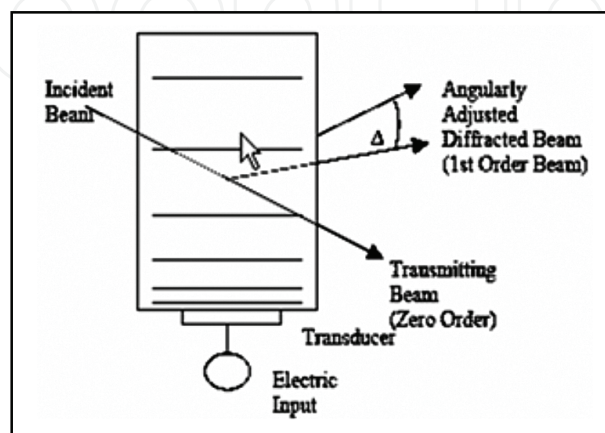 Incident
Beam
Angularly
Adjusted
Diffracted Beam
(1st Order Beam)
Δ
Transmitting
Beam
(Zero Order)
Transducer
Electric
Input